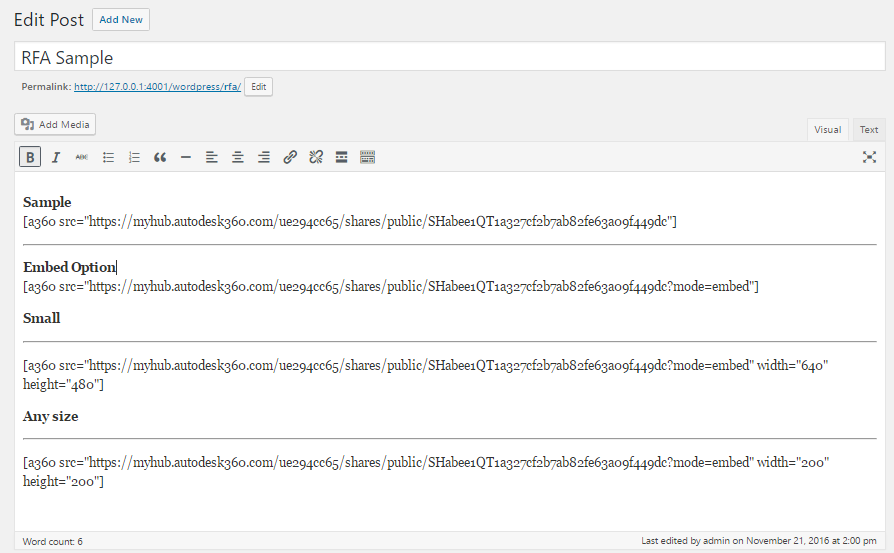 Edit Post Add New
RFA Sample
Permalink: http://127.0.0.1:4001/wordpress/rfa/ Edit
Add Media
Visual Text
B I ABC
Sample
[a360 src="https://myhub.autodesk360.com/ue294cc65/shares/public/SHabee1QT1a327cf2b7ab82fe63a09f449dc"]
Embed Option
[a360 src="https://myhub.autodesk360.com/ue294cc65/shares/public/SHabee1QT1a327cf2b7ab82fe63a09f449dc?mode=embed"]
Small
[a360 src="https://myhub.autodesk360.com/ue294cc65/shares/public/SHabee1QT1a327cf2b7ab82fe63a09f449dc?mode=embed" width="640"
height="480"]
Any size
[a360 src="https://myhub.autodesk360.com/ue294cc65/shares/public/SHabee1QT1a327cf2b7ab82fe63a09f449dc?mode=embed" width="200"
height="200"]
Word count: 6 Last edited by admin on November 21, 2016 at 2:00 pm